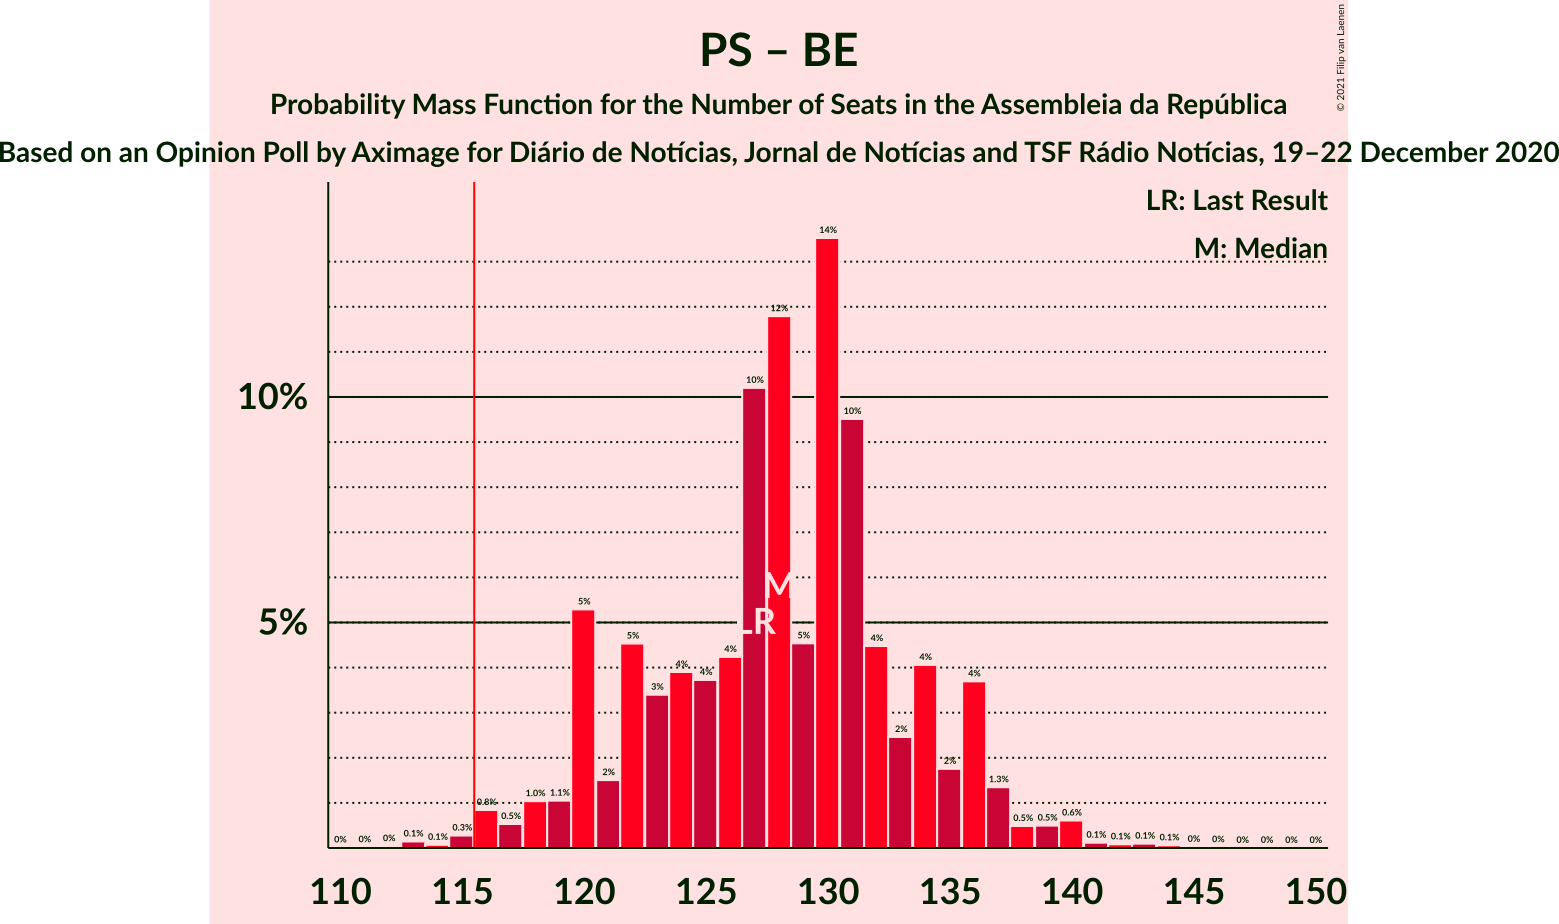 PS – BE
Probability Mass Function for the Number of Seats in the Assembleia da República
Based on an Opinion Poll by Aximage for Diário de Notícias, Jornal de Notícias and TSF Rádio Notícias, 19–22 December 2020
© 2021 Filip van Laenen
LR: Last Result
M: Median
10%
5%
0% 0% 0% 0.1% 0.1% 0.3% 0.8% 0.5% 1.0% 1.1% 5% 2% 5% 3% 4% 4% 4% 10% 12% 5% 14% 10% 4% 2% 4% 2% 4% 1.3% 0.5% 0.5% 0.6% 0.1% 0.1% 0.1% 0.1% 0% 0% 0% 0% 0% 0%
M
LR
110 115 120 125 130 135 140 145 150